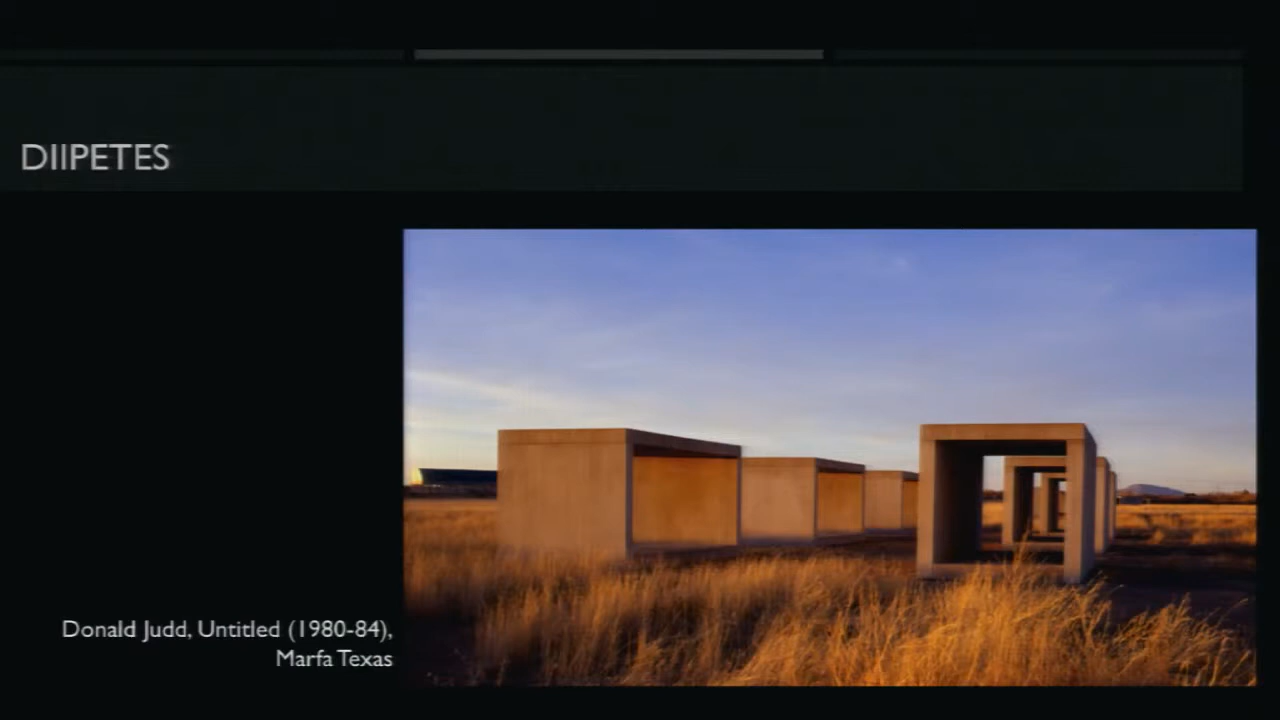 DIIPETES
Donald Judd, Untitled (1980-84),
Marfa Texas